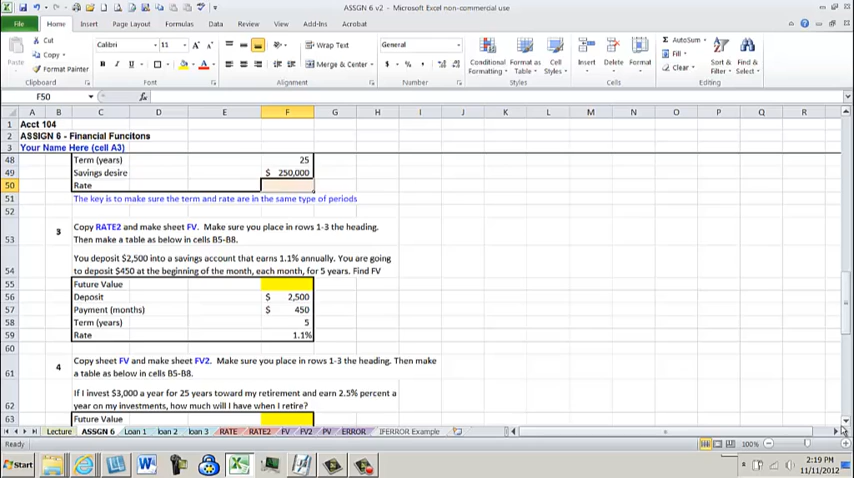 ASSGN 6 v2 - Microsoft Excel non-commercial use
File Home Insert Page Layout Formulas Data Review View Add-Ins Acrobat
Cut
Copy
Format Painter
Paste
Clipboard
Calibri 11
B I U
Font
Wrap Text
Merge & Center
Alignment
General
$ % ,
Number
Conditional Formatting
Format as Table
Cell Styles
Styles
Insert Delete Format
Cells
AutoSum
Fill
Clear
Sort & Filter
Find & Select
Editing
F50 fx
A B C D E F G H I J K L M N O P Q R
1 Acct 104
2 ASSIGN 6 - Financial Funcitons
3 Your Name Here (cell A3)
48 Term (years) 25
49 Savings desire $ 250,000
50 Rate
51 The key is to make sure the term and rate are in the same type of periods
52
53 3 Copy RATE2 and make sheet FV. Make sure you place in rows 1-3 the heading.
Then make a table as below in cells B5-B8.
54 You deposit $2,500 into a savings account that earns 1.1% annually. You are going
to deposit $450 at the beginning of the month, each month, for 5 years. Find FV
55 Future Value
56 Deposit $ 2,500
57 Payment (months) $ 450
58 Term (years) 5
59 Rate 1.1%
60
61 4 Copy sheet FV and make sheet FV2. Make sure you place in rows 1-3 the heading. Then make
a table as below in cells B5-B8.
62 If I invest $3,000 a year for 25 years toward my retirement and earn 2.5% percent a
year on my investments, how much will I have when I retire?
63 Future Value
Lecture ASSGN 6 Loan 1 loan 2 loan 3 RATE RATE2 FV FV2 PV ERROR IFERROR Example
Ready 100%
Start 2:19 PM
11/11/2012